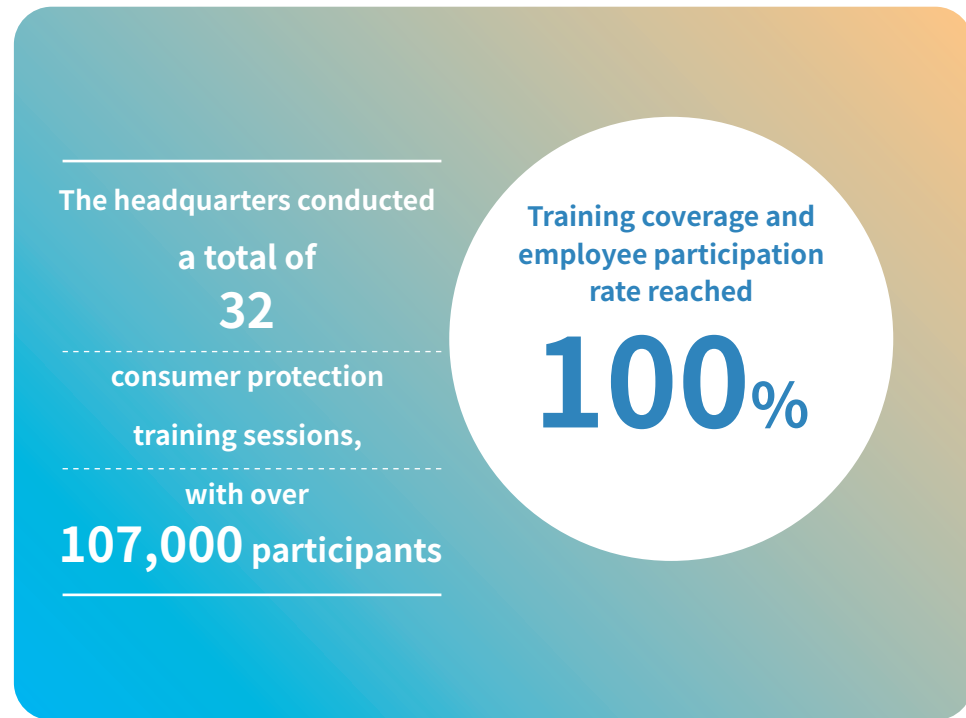 The headquarters conducted
a total of
32
consumer protection
training sessions,
with over
107,000 participants
Training coverage and
employee participation
rate reached
100%